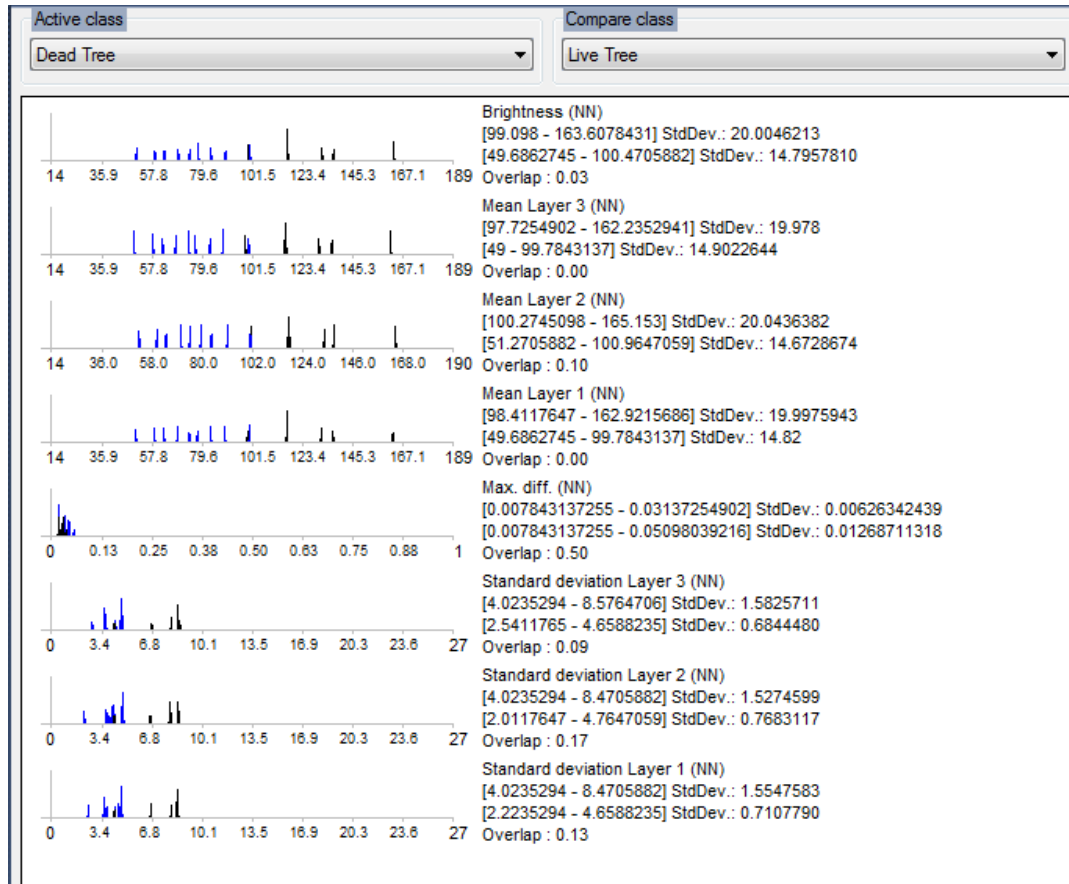 Active class
Compare class
Dead Tree
Live Tree
Brightness (NN)
[99.098 - 163.6078431] StdDev.: 20.0046213
[49.6862745 - 100.4705882] StdDev.: 14.7957810
14 35.9 57.8 79.6 101.5 123.4 145.3 167.1 189 Overlap : 0.03
Mean Layer 3 (NN)
[97.7254902 - 162.2352941] StdDev.: 19.978
[49 - 99.7843137] StdDev.: 14.9022644
14 35.9 57.8 79.6 101.5 123.4 145.3 167.1 189 Overlap : 0.00
Mean Layer 2 (NN)
[100.2745098 - 165.153] StdDev.: 20.0436382
[51.2705882 - 100.9647059] StdDev.: 14.6728674
14 36.0 58.0 80.0 102.0 124.0 146.0 168.0 190 Overlap : 0.10
Mean Layer 1 (NN)
[98.4117647 - 162.9215686] StdDev.: 19.9975943
[49.6862745 - 99.7843137] StdDev.: 14.82
14 35.9 57.8 79.6 101.5 123.4 145.3 167.1 189 Overlap : 0.00
Max. diff. (NN)
[0.007843137255 - 0.03137254902] StdDev.: 0.00626342439
[0.007843137255 - 0.05098039216] StdDev.: 0.01268711318
0 0.13 0.25 0.38 0.50 0.63 0.75 0.88 1 Overlap : 0.50
Standard deviation Layer 3 (NN)
[4.0235294 - 8.5764706] StdDev.: 1.5825711
[2.5411765 - 4.6588235] StdDev.: 0.6844480
0 3.4 6.8 10.1 13.5 16.9 20.3 23.6 27 Overlap : 0.09
Standard deviation Layer 2 (NN)
[4.0235294 - 8.4705882] StdDev.: 1.5274599
[2.0117647 - 4.7647059] StdDev.: 0.7683117
0 3.4 6.8 10.1 13.5 16.9 20.3 23.6 27 Overlap : 0.17
Standard deviation Layer 1 (NN)
[4.0235294 - 8.4705882] StdDev.: 1.5547583
[2.2235294 - 4.6588235] StdDev.: 0.7107790
0 3.4 6.8 10.1 13.5 16.9 20.3 23.6 27 Overlap : 0.13